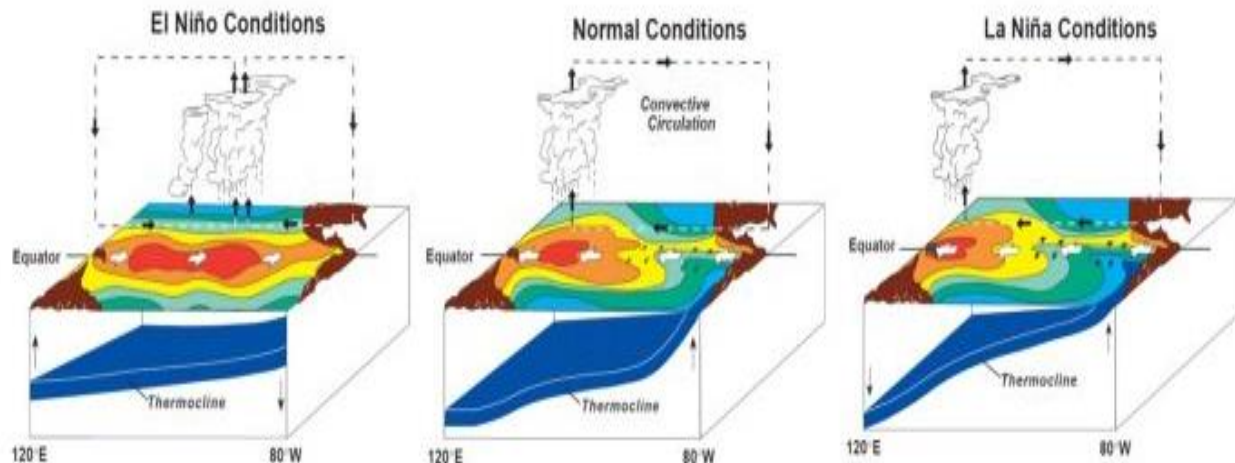 El Niño Conditions
Equator
Thermocline
120°E
80°W
Normal Conditions
Convective
Circulation
Equator
Thermocline
120°E
80°W
La Niña Conditions
Equator
Thermocline
120°E
80°W